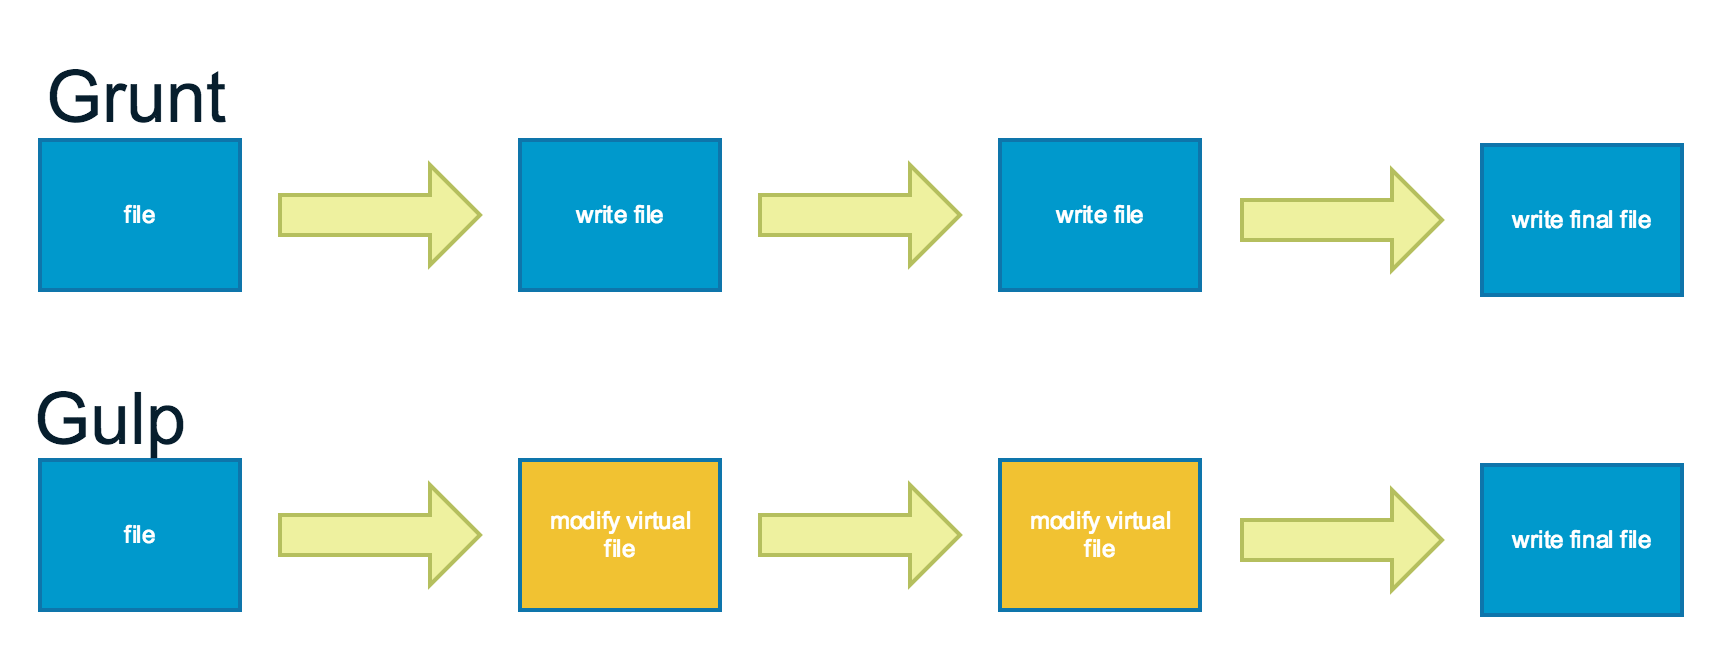 Grunt
file
write file
write file
write final file
Gulp
file
modify virtual
file
modify virtual
file
write final file